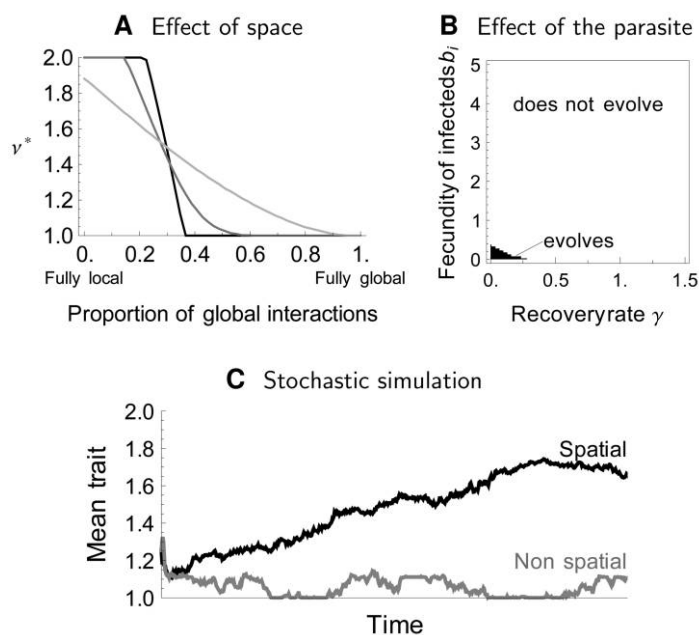 A Effect of space
2.0
1.8
1.6
1.4
1.2
1.0
ν*
0. 0.2 0.4 0.6 0.8 1.
Fully local Fully global
Proportion of global interactions
B Effect of the parasite
Fecundity of infecteds b_i
5
4
3
2
1
0
does not evolve
evolves
0. 0.5 1. 1.5
Recovery rate γ
C Stochastic simulation
Mean trait
2.0
1.8
1.6
1.4
1.2
1.0
Spatial
Non spatial
Time